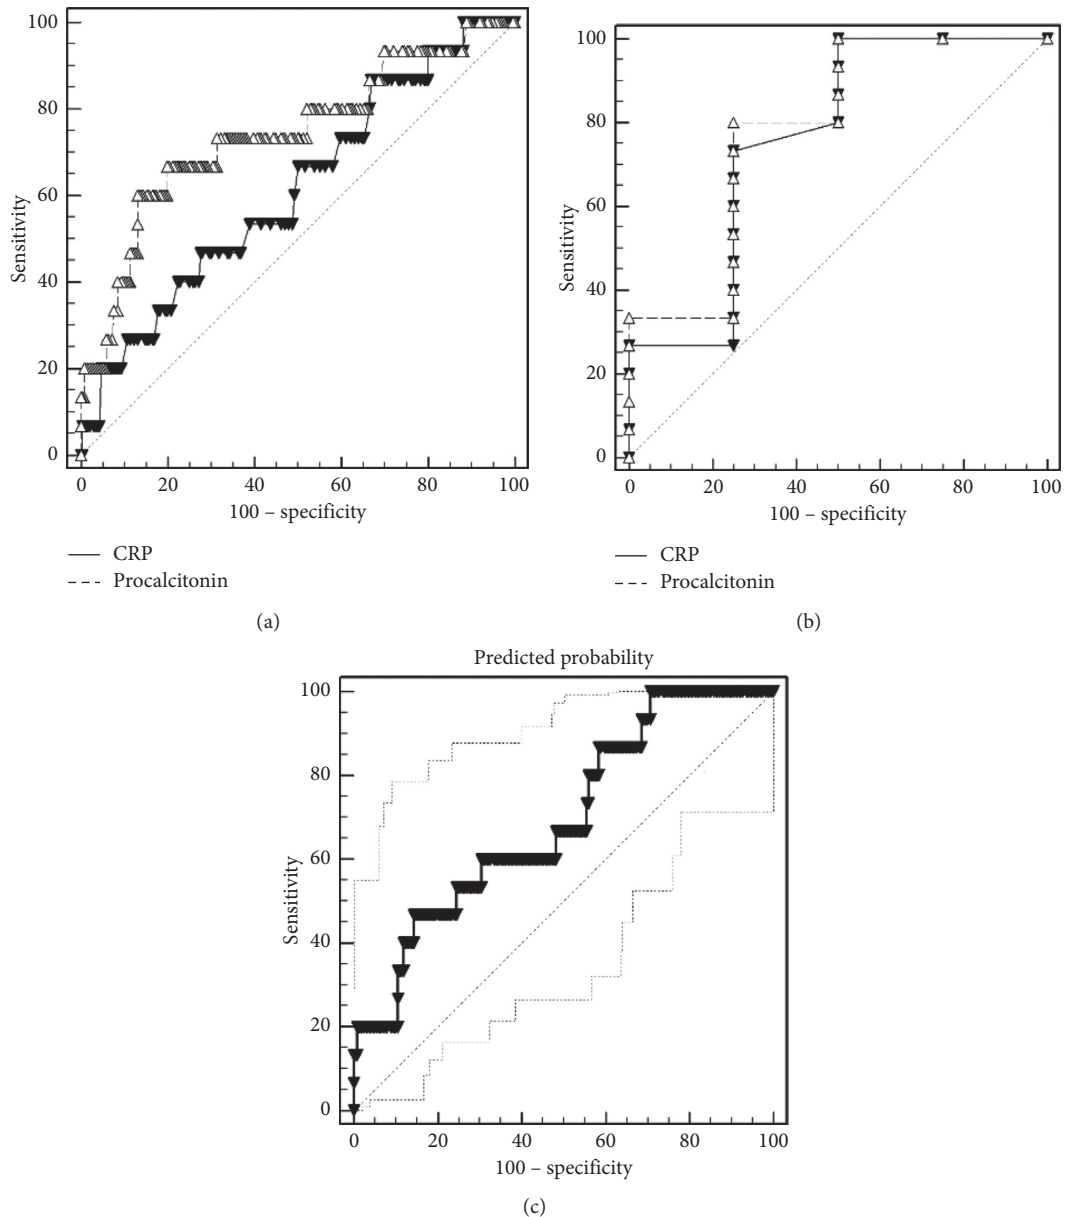 100
80
60
40
20
0
Sensitivity
0 20 40 60 80 100
100 – specificity
CRP
Procalcitonin
(a)
100
80
60
40
20
0
Sensitivity
0 20 40 60 80 100
100 – specificity
CRP
Procalcitonin
(b)
Predicted probability
100
80
60
40
20
0
Sensitivity
0 20 40 60 80 100
100 – specificity
(c)